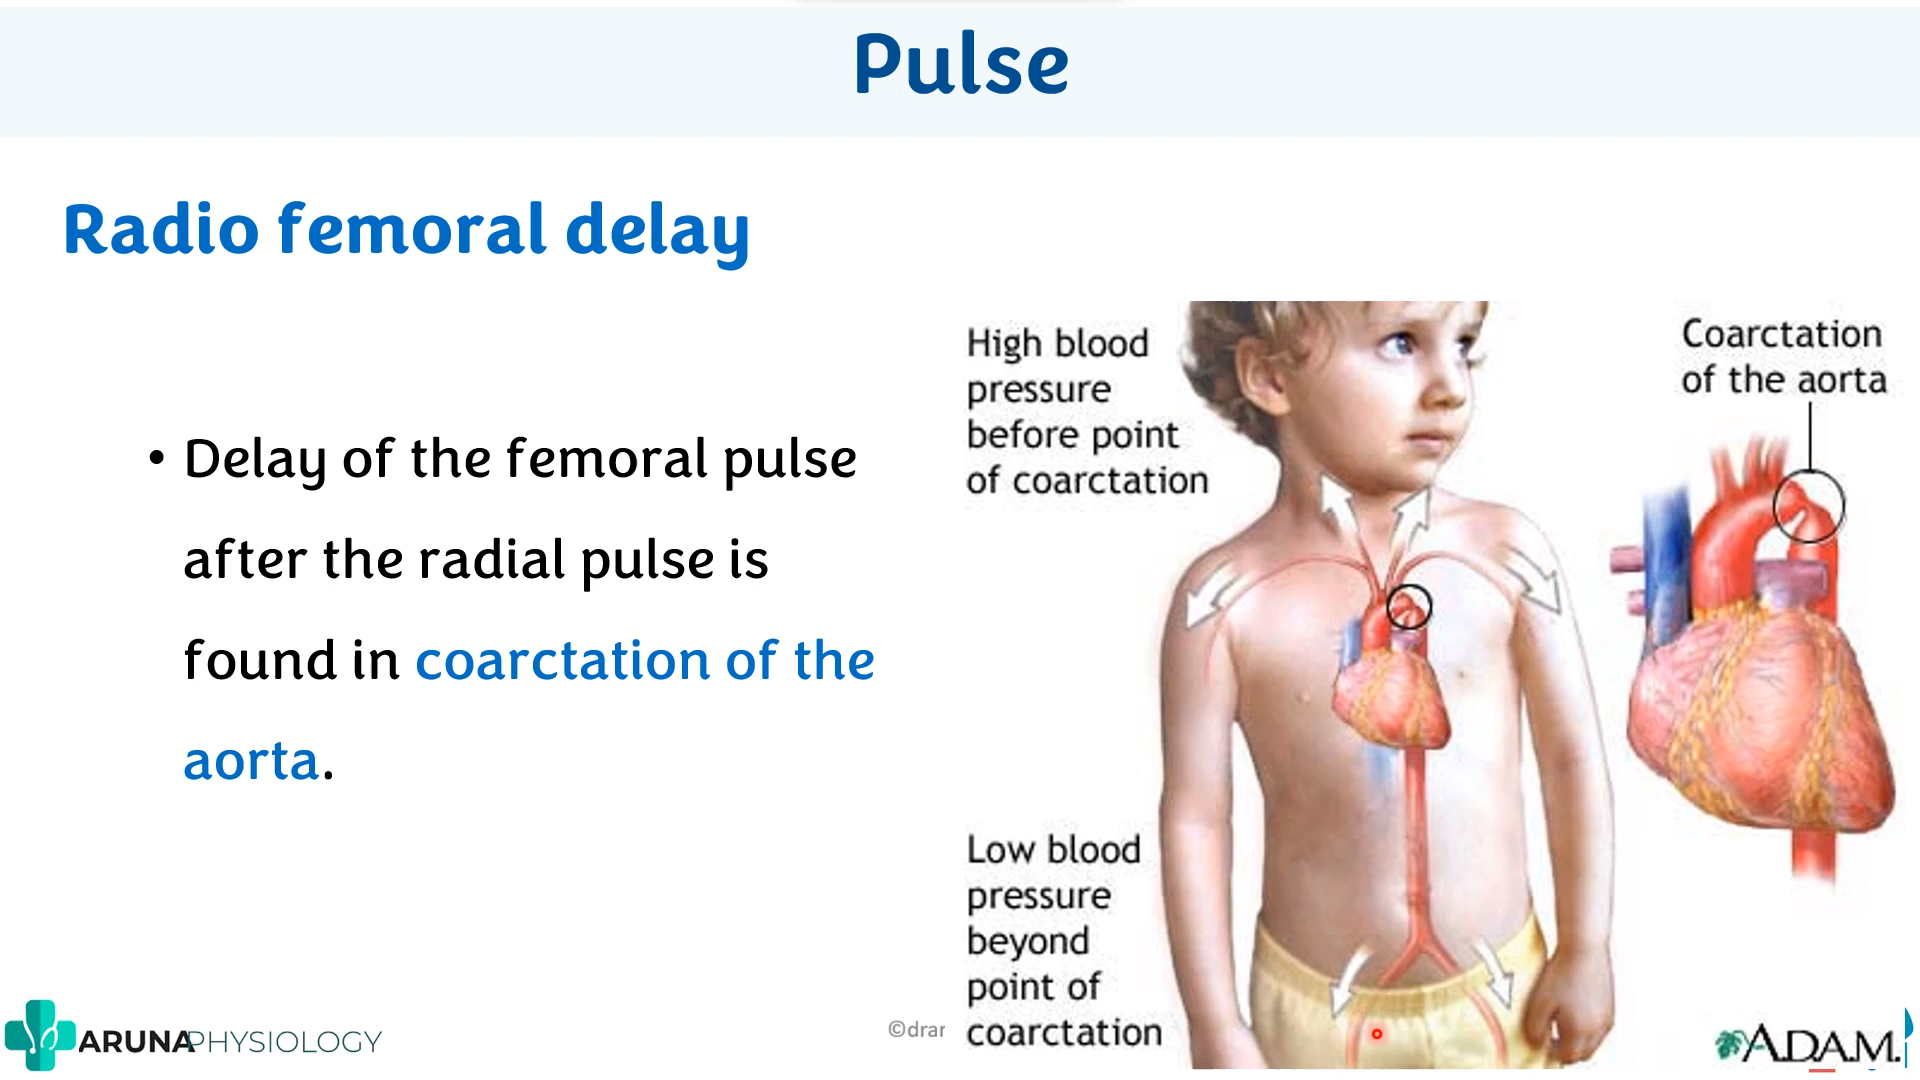 Pulse
Radio femoral delay
• Delay of the femoral pulse
after the radial pulse is
found in coarctation of the
aorta.
High blood
pressure
before point
of coarctation
Coarctation
of the aorta
Low blood
pressure
beyond
point of
coarctation
ARUNAPHYSIOLOGY
©drar
A.D.A.M.